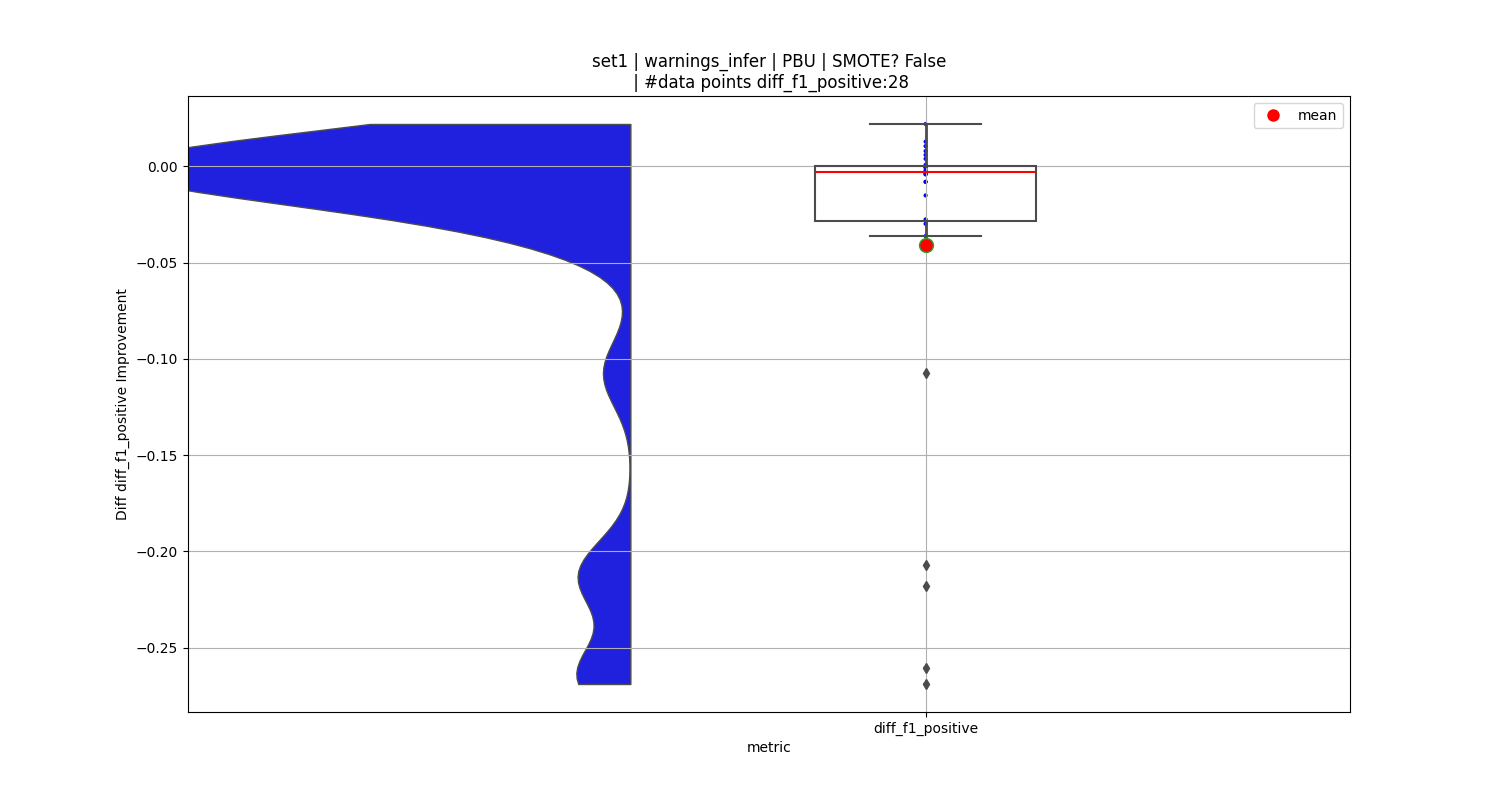 set1 | warnings_infer | PBU | SMOTE? False
| #data points diff_f1_positive:28
mean
0.00
−0.05
−0.10
−0.15
−0.20
−0.25
Diff diff_f1_positive Improvement
diff_f1_positive
metric